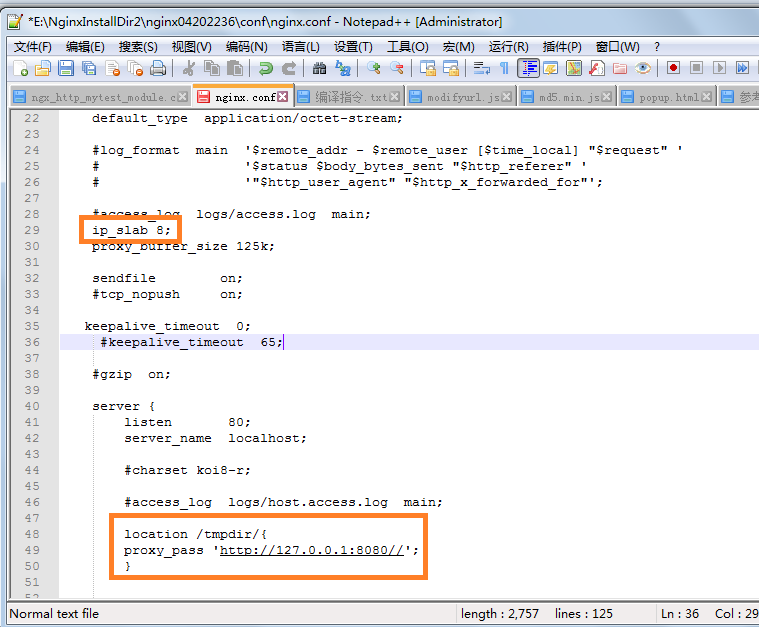 *E:\NginxInstallDir2\nginx04202236\conf\nginx.conf - Notepad++ [Administrator]
文件(F) 编辑(E) 搜索(S) 视图(V) 编码(N) 语言(L) 设置(T) 工具(O) 宏(M) 运行(R) 插件(P) 窗口(W) ?
ngx_http_mytest_module.c nginx.conf 编译指令.txt modifyurl.js md5.min.js popup.html 参考
22 default_type application/octet-stream;
23
24 #log_format main '$remote_addr - $remote_user [$time_local] "$request" '
25 # '$status $body_bytes_sent "$http_referer" '
26 # '"$http_user_agent" "$http_x_forwarded_for"';
27
28 #access_log logs/access.log main;
29 ip_slab 8;
30 proxy_buffer_size 125k;
31
32 sendfile on;
33 #tcp_nopush on;
34
35 keepalive_timeout 0;
36 #keepalive_timeout 65;
37
38 #gzip on;
39
40 server {
41 listen 80;
42 server_name localhost;
43
44 #charset koi8-r;
45
46 #access_log logs/host.access.log main;
47
48 location /tmpdir/{
49 proxy_pass 'http://127.0.0.1:8080//';
50 }
51
52
Normal text file length : 2,757 lines : 125 Ln : 36 Col : 29